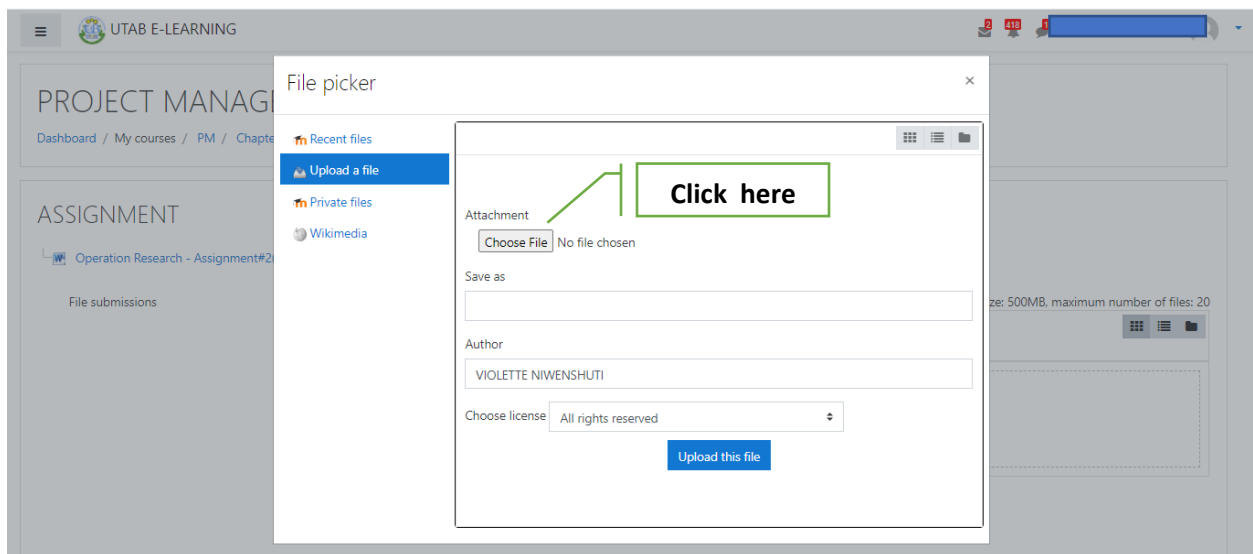 UTAB E-LEARNING
2 418 1
File picker
×
PROJECT MANAGE
Dashboard / My courses / PM / Chapte
Recent files
Upload a file
Private files
Wikimedia
Click here
Attachment
Choose File No file chosen
Save as
Author
VIOLETTE NIWENSHUTI
Choose license All rights reserved
Upload this file
ASSIGNMENT
Operation Research - Assignment#2
File submissions
ze: 500MB, maximum number of files: 20